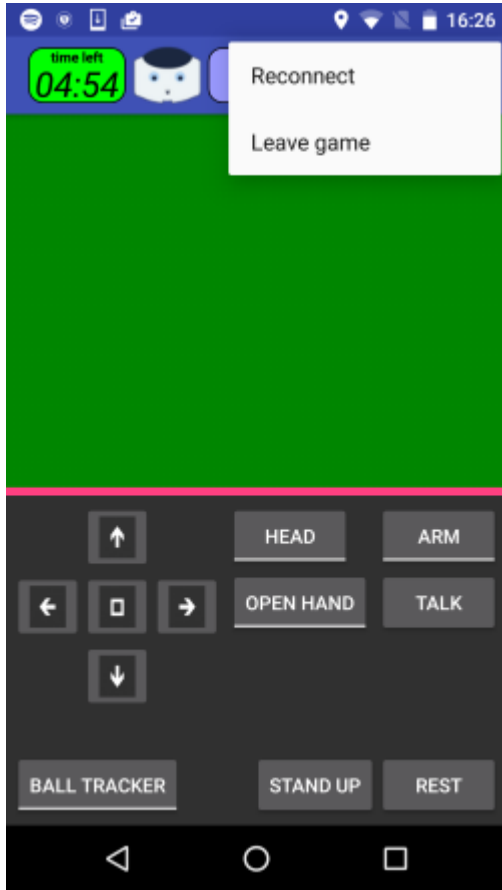 16:26
time left
04:54
Reconnect
Leave game
HEAD
ARM
OPEN HAND
TALK
BALL TRACKER
STAND UP
REST